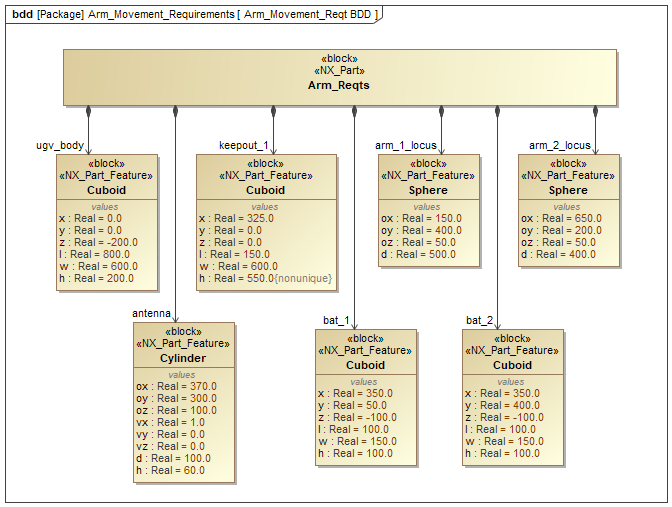 bdd [Package] Arm_Movement_Requirements [ Arm_Movement_Reqt BDD ]
«block»
«NX_Part»
Arm_Reqts
ugv_body
«block»
«NX_Part_Feature»
Cuboid
values
x : Real = 0.0
y : Real = 0.0
z : Real = -200.0
l : Real = 800.0
w : Real = 600.0
h : Real = 200.0
keepout_1
«block»
«NX_Part_Feature»
Cuboid
values
x : Real = 325.0
y : Real = 0.0
z : Real = 0.0
l : Real = 150.0
w : Real = 600.0
h : Real = 550.0{nonunique}
arm_1_locus
«block»
«NX_Part_Feature»
Sphere
values
ox : Real = 150.0
oy : Real = 400.0
oz : Real = 50.0
d : Real = 500.0
arm_2_locus
«block»
«NX_Part_Feature»
Sphere
values
ox : Real = 650.0
oy : Real = 200.0
oz : Real = 50.0
d : Real = 400.0
antenna
«block»
«NX_Part_Feature»
Cylinder
values
ox : Real = 370.0
oy : Real = 300.0
oz : Real = 100.0
vx : Real = 1.0
vy : Real = 0.0
vz : Real = 0.0
d : Real = 100.0
h : Real = 60.0
bat_1
«block»
«NX_Part_Feature»
Cuboid
values
x : Real = 350.0
y : Real = 50.0
z : Real = -100.0
l : Real = 100.0
w : Real = 150.0
h : Real = 100.0
bat_2
«block»
«NX_Part_Feature»
Cuboid
values
x : Real = 350.0
y : Real = 400.0
z : Real = -100.0
l : Real = 100.0
w : Real = 150.0
h : Real = 100.0